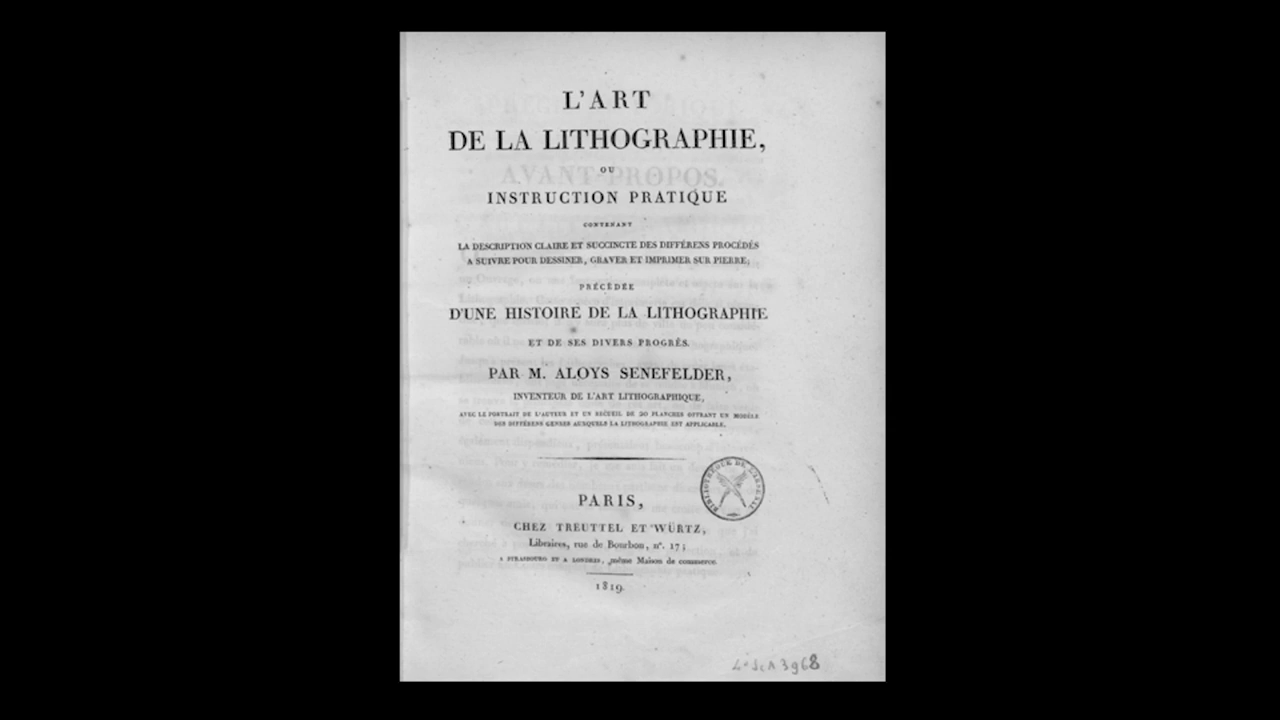 L'ART
DE LA LITHOGRAPHIE,
OU
INSTRUCTION PRATIQUE
CONTENANT
LA DESCRIPTION CLAIRE ET SUCCINCTE DES DIFFÉRENS PROCÉDÉS
A SUIVRE POUR DESSINER, GRAVER ET IMPRIMER SUR PIERRE;
PRÉCÉDÉE
D'UNE HISTOIRE DE LA LITHOGRAPHIE
ET DE SES DIVERS PROGRÈS.
PAR M. ALOYS SENEFELDER,
INVENTEUR DE L'ART LITHOGRAPHIQUE,
AVEC LE PORTRAIT DE L'AUTEUR ET UN RECUEIL DE 20 PLANCHES OFFRANT UN MODÈLE
DES DIFFÉRENS GENRES AUXQUELS LA LITHOGRAPHIE EST APPLICABLE.
BIBLIOTHÈQUE DE L'ARSENAL
PARIS,
CHEZ TREUTTEL ET WÜRTZ,
Libraires, rue de Bourbon, nº. 17;
A STRASBOURG ET A LONDRES, même Maison de commerce.
1819.
3968